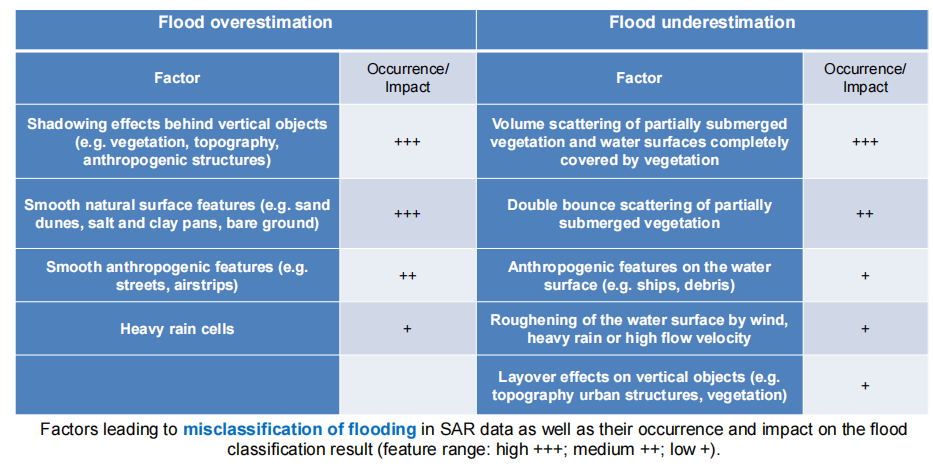 Flood overestimation
Flood underestimation
Factor
Occurrence/
Impact
Factor
Occurrence/
Impact
Shadowing effects behind vertical objects
(e.g. vegetation, topography,
anthropogenic structures)
+++
Volume scattering of partially submerged
vegetation and water surfaces completely
covered by vegetation
+++
Smooth natural surface features (e.g. sand
dunes, salt and clay pans, bare ground)
+++
Double bounce scattering of partially
submerged vegetation
++
Smooth anthropogenic features (e.g.
streets, airstrips)
++
Anthropogenic features on the water
surface (e.g. ships, debris)
+
Heavy rain cells
+
Roughening of the water surface by wind,
heavy rain or high flow velocity
+
Layover effects on vertical objects (e.g.
topography urban structures, vegetation)
+
Factors leading to misclassification of flooding in SAR data as well as their occurrence and impact on the flood
classification result (feature range: high +++; medium ++; low +).